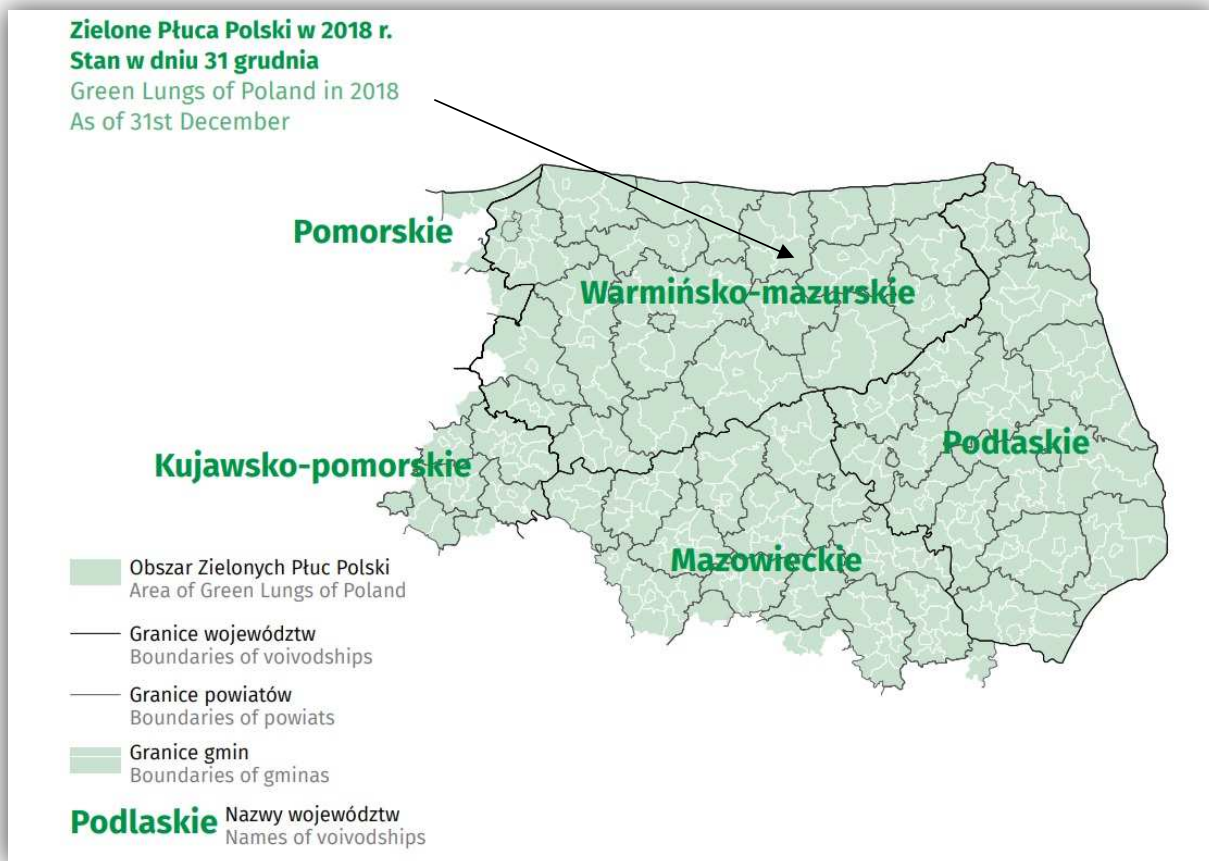 Zielone Płuca Polski w 2018 r.
Stan w dniu 31 grudnia
Green Lungs of Poland in 2018
As of 31st December
Pomorskie
Warmińsko-mazurskie
Podłaskie
Kujawsko-pomorskie
Mazowieckie
Obszar Zielonych Płuc Polski
Area of Green Lungs of Poland
Granice województw
Boundaries of voivodships
Granice powiatów
Boundaries of powiats
Granice gmin
Boundaries of gminas
Podlaskie Nazwy województw
Names of voivodships